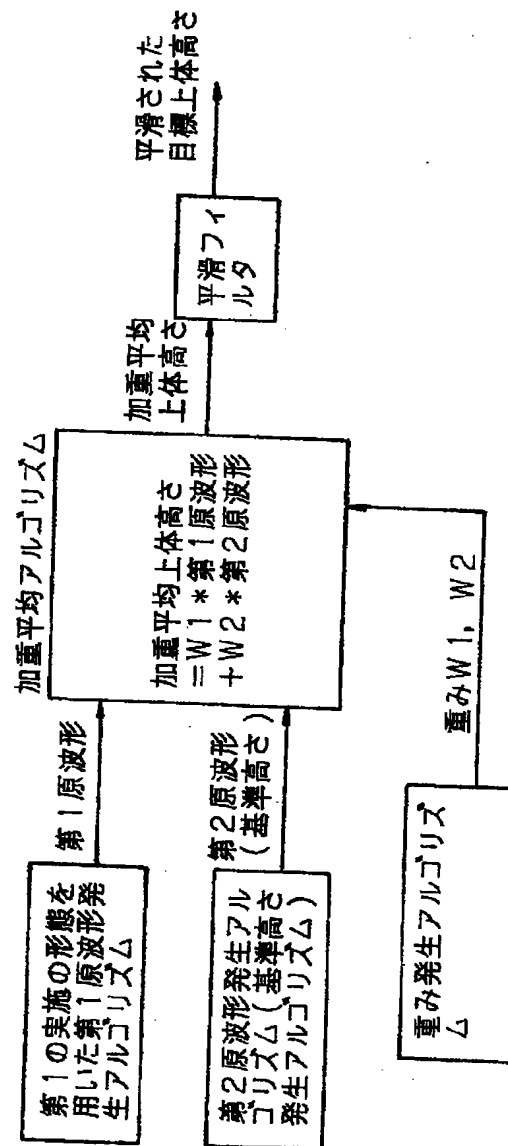 第1の実施の形態を
用いた第1原波形発
生アルゴリズム
第1原波形
第2原波形発生アル
ゴリズム(基準高さ
発生アルゴリズム)
第2原波形
(基準高さ)
重み発生アルゴリズ
ム
重みW1, W2
加重平均アルゴリズム
加重平均上体高さ
=W1*第1原波形
+W2*第2原波形
加重平均
上体高さ
平滑フィ
ルタ
平滑された
目標上体高さ